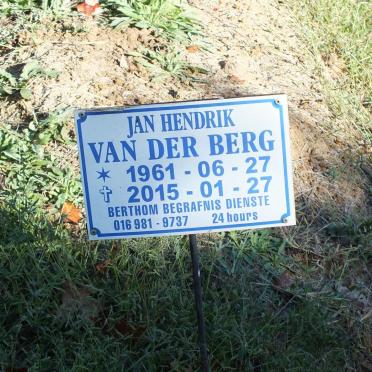 JAN HENDRIK
VAN DER BERG
* 1961 - 06 - 27
✝ 2015 - 01 - 27
BERTHOM BEGRAFNIS DIENSTE
016 981 - 9737 24 hours